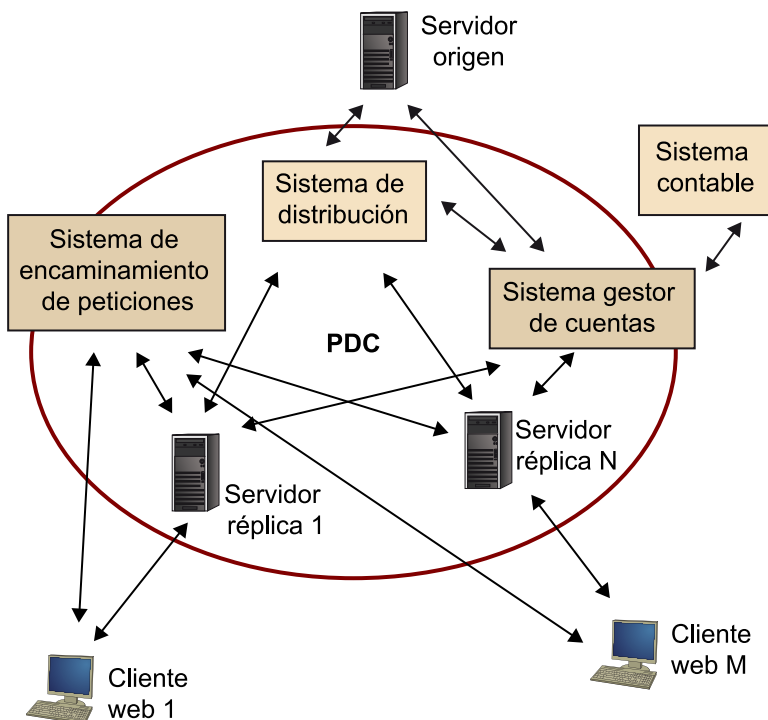 Servidor
origen
Sistema de
distribución
Sistema
contable
Sistema de
encaminamiento
de peticiones
Sistema gestor
de cuentas
PDC
Servidor
réplica N
Servidor
réplica 1
Cliente
web M
Cliente
web 1